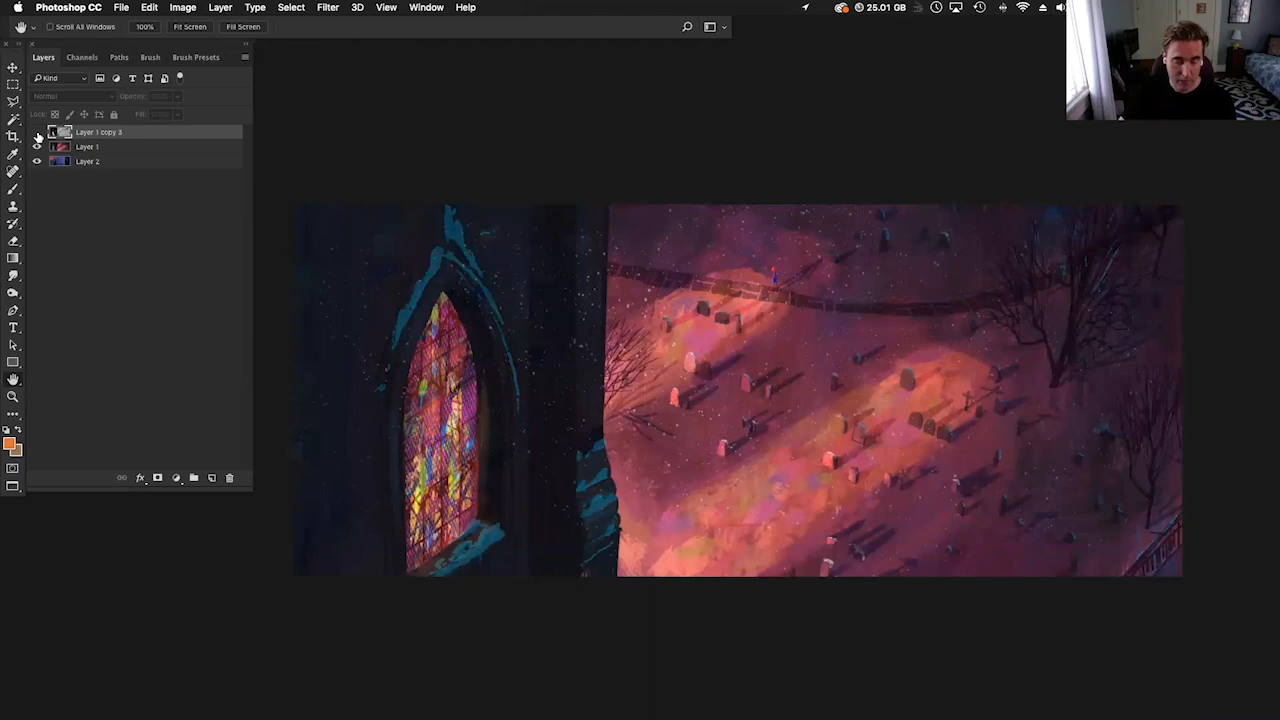 Photoshop CC File Edit Image Layer Type Select Filter 3D View Window Help 25.01 GB
Scroll All Windows 100% Fit Screen Fill Screen
Layers Channels Paths Brush Brush Presets
Kind
Normal Opacity:
Lock: Fill:
Layer 1 copy 3
Layer 1
Layer 2
fx